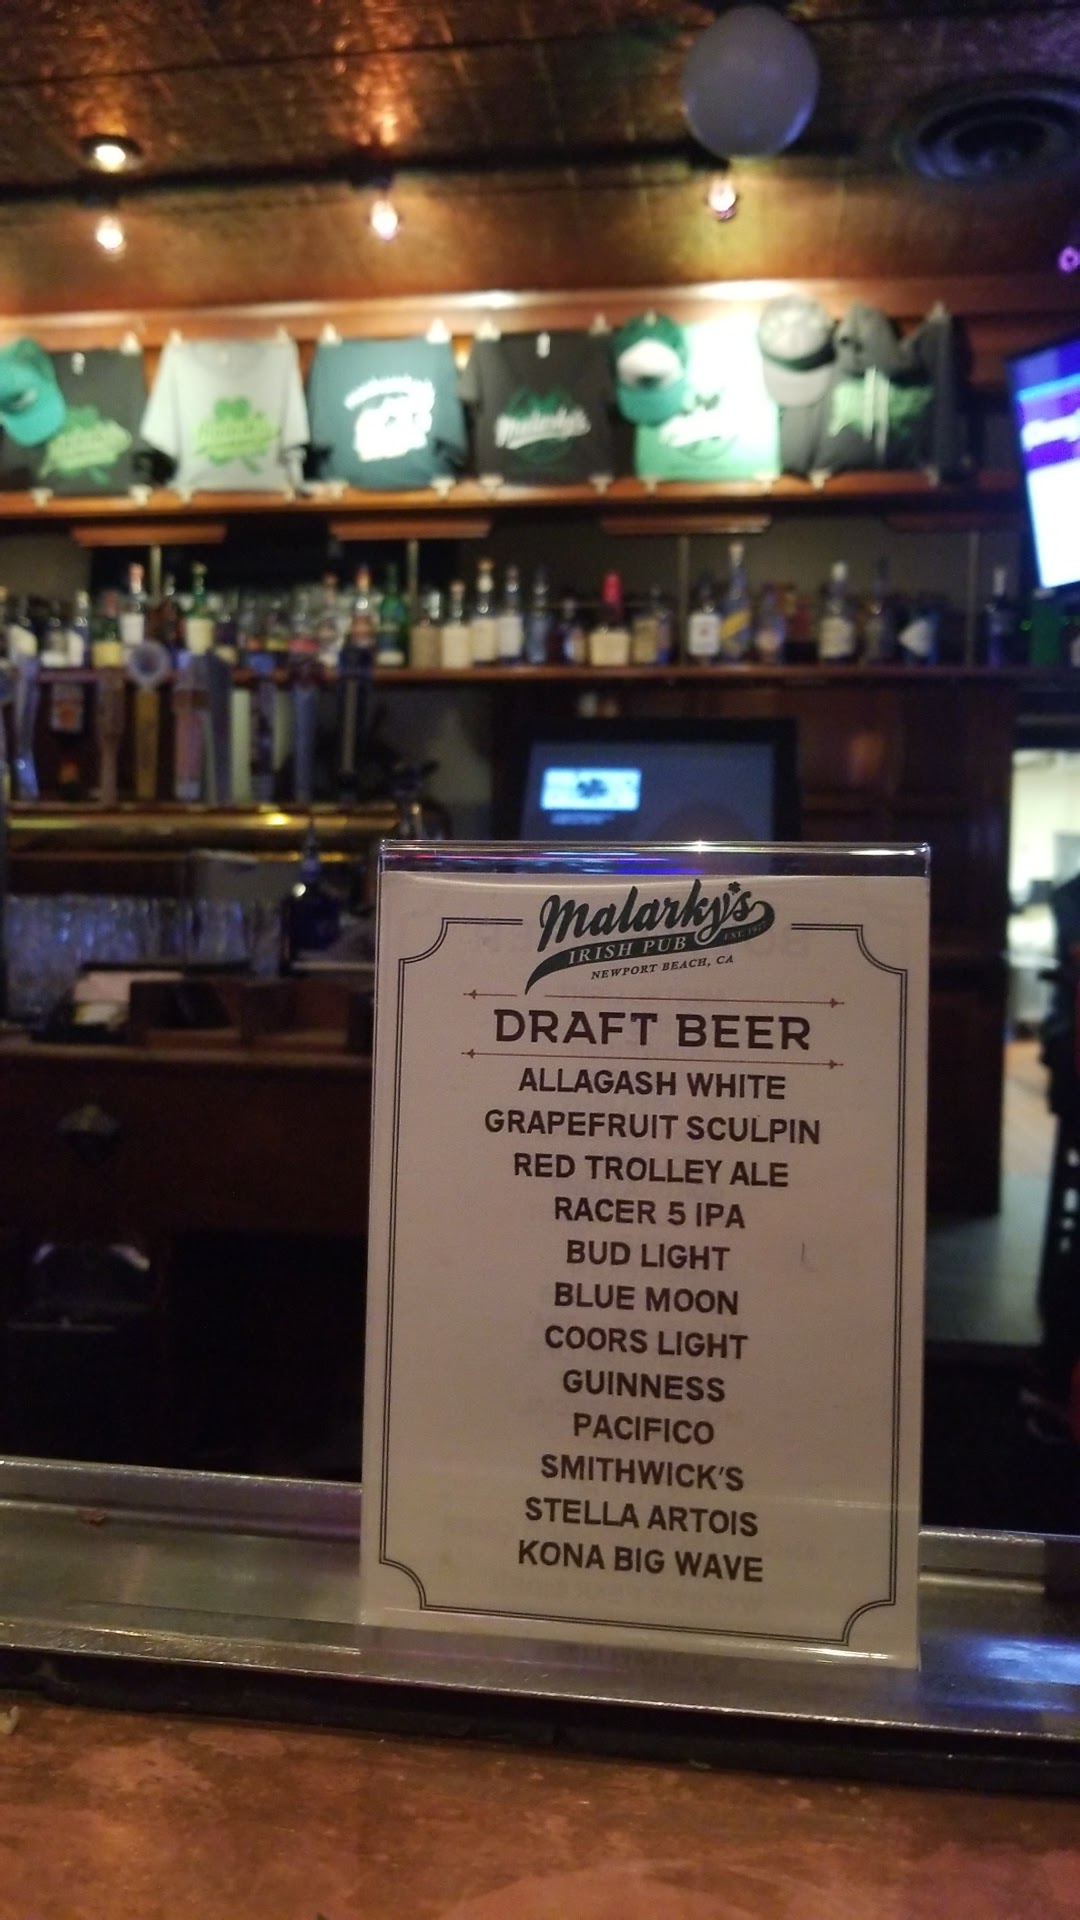 Malarky's
Malarky's
IRISH PUB
NEWPORT BEACH, CA
DRAFT BEER
ALLAGASH WHITE
GRAPEFRUIT SCULPIN
RED TROLLEY ALE
RACER 5 IPA
BUD LIGHT
BLUE MOON
COORS LIGHT
GUINNESS
PACIFICO
SMITHWICK'S
STELLA ARTOIS
KONA BIG WAVE